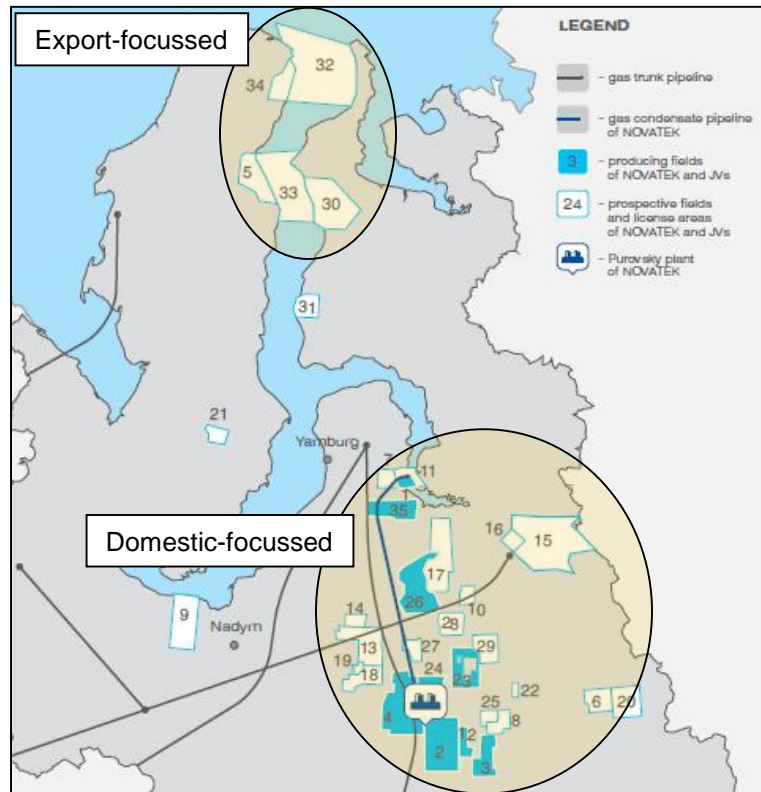 Export-focussed
LEGEND
- gas trunk pipeline
- gas condensate pipeline
of NOVATEK
3
- producing fields
of NOVATEK and JVs
24
- prospective fields
and license areas
of NOVATEK and JVs
- Purovsky plant
of NOVATEK
32
34
5
33
30
31
21
Yamburg
7
11
1
35
Domestic-focussed
16
15
17
26
10
9
14
28
Nadym
13
27
29
19
18
24
23
22
25
6
20
4
8
2
12
3